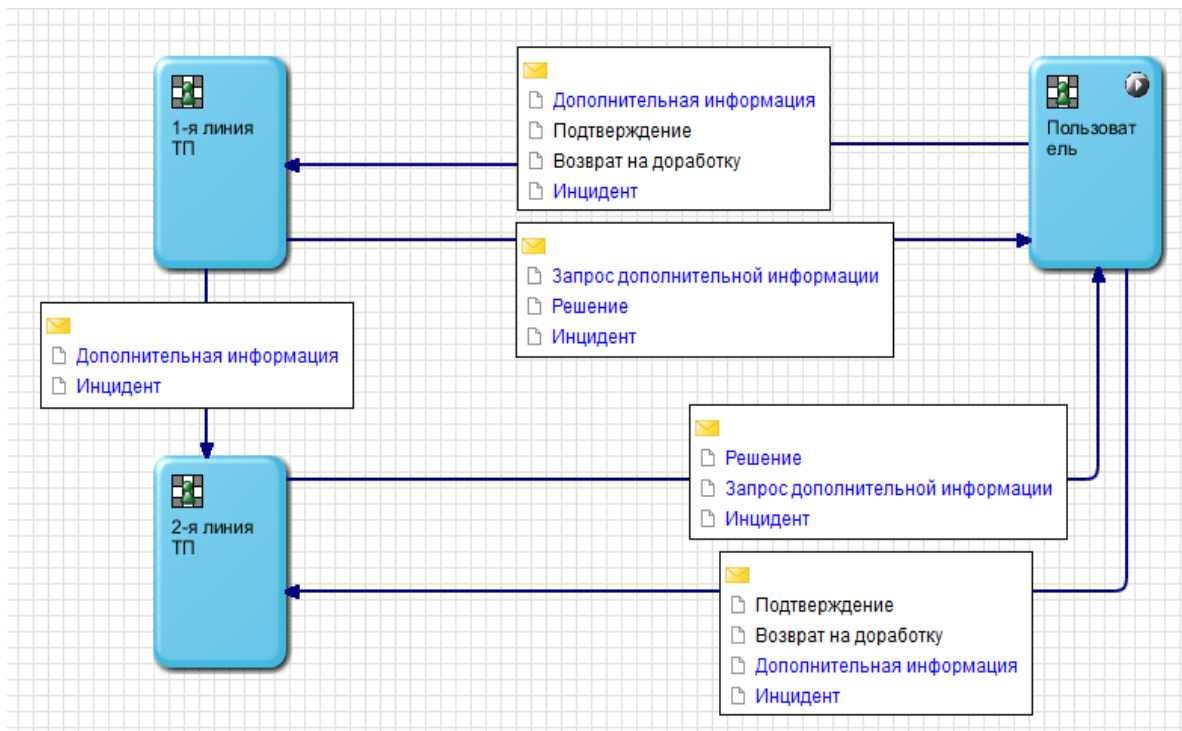 1-я линия
ТП
Дополнительная информация
Подтверждение
Возврат на доработку
Инцидент
Пользоват
ель
Запрос дополнительной информации
Решение
Инцидент
Дополнительная информация
Инцидент
2-я линия
ТП
Решение
Запрос дополнительной информации
Инцидент
Подтверждение
Возврат на доработку
Дополнительная информация
Инцидент